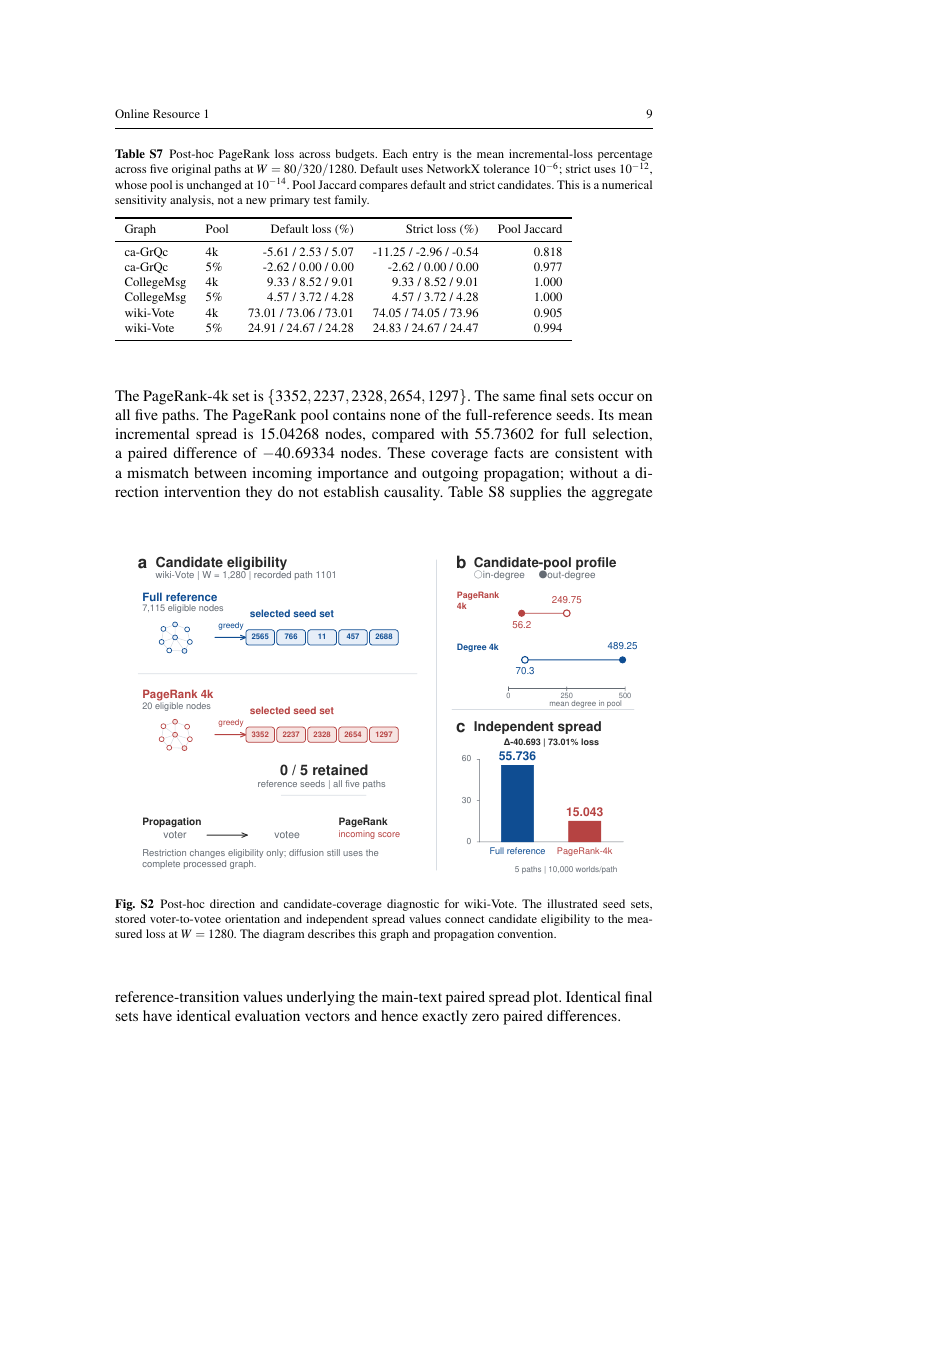 Online Resource 1 9
Table S7 Post-hoc PageRank loss across budgets. Each entry is the mean incremental-loss percentage
across five original paths at W = 80/320/1280. Default uses NetworkX tolerance 10⁻⁶; strict uses 10⁻¹²,
whose pool is unchanged at 10⁻¹⁴. Pool Jaccard compares default and strict candidates. This is a numerical
sensitivity analysis, not a new primary test family.
Graph Pool Default loss (%) Strict loss (%) Pool Jaccard
ca-GrQc 4k -5.61 / 2.53 / 5.07 -11.25 / -2.96 / -0.54 0.818
ca-GrQc 5% -2.62 / 0.00 / 0.00 -2.62 / 0.00 / 0.00 0.977
CollegeMsg 4k 9.33 / 8.52 / 9.01 9.33 / 8.52 / 9.01 1.000
CollegeMsg 5% 4.57 / 3.72 / 4.28 4.57 / 3.72 / 4.28 1.000
wiki-Vote 4k 73.01 / 73.06 / 73.01 74.05 / 74.05 / 73.96 0.905
wiki-Vote 5% 24.91 / 24.67 / 24.28 24.83 / 24.67 / 24.47 0.994
The PageRank-4k set is {3352, 2237, 2328, 2654, 1297}. The same final sets occur on
all five paths. The PageRank pool contains none of the full-reference seeds. Its mean
incremental spread is 15.04268 nodes, compared with 55.73602 for full selection,
a paired difference of −40.69334 nodes. These coverage facts are consistent with
a mismatch between incoming importance and outgoing propagation; without a di-
rection intervention they do not establish causality. Table S8 supplies the aggregate
a Candidate eligibility
wiki-Vote | W = 1,280 | recorded path 1101
Full reference
7,115 eligible nodes
selected seed set
greedy
2565 766 11 457 2688
PageRank 4k
20 eligible nodes
selected seed set
greedy
3352 2237 2328 2654 1297
0 / 5 retained
reference seeds | all five paths
Propagation PageRank
voter votee incoming score
Restriction changes eligibility only; diffusion still uses the
complete processed graph.
b Candidate-pool profile
in-degree out-degree
PageRank
4k
249.75
56.2
Degree 4k
489.25
70.3
0 250 500
mean degree in pool
c Independent spread
Δ-40.693 | 73.01% loss
55.736
60
30
15.043
0
Full reference PageRank-4k
5 paths | 10,000 worlds/path
Fig. S2 Post-hoc direction and candidate-coverage diagnostic for wiki-Vote. The illustrated seed sets,
stored voter-to-votee orientation and independent spread values connect candidate eligibility to the mea-
sured loss at W = 1280. The diagram describes this graph and propagation convention.
reference-transition values underlying the main-text paired spread plot. Identical final
sets have identical evaluation vectors and hence exactly zero paired differences.